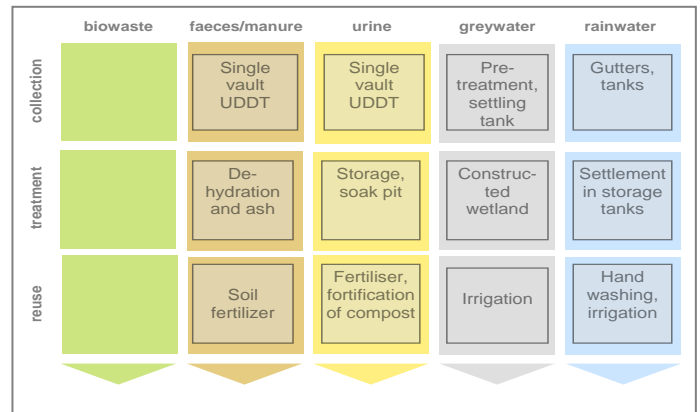 biowaste
faeces/manure
urine
greywater
rainwater
collection
Single
vault
UDDT
Single
vault
UDDT
Pre-
treatment,
settling
tank
Gutters,
tanks
treatment
De-
hydration
and ash
Storage,
soak pit
Construc-
ted
wetland
Settlement
in storage
tanks
reuse
Soil
fertilizer
Fertiliser,
fortification
of compost
Irrigation
Hand
washing,
irrigation